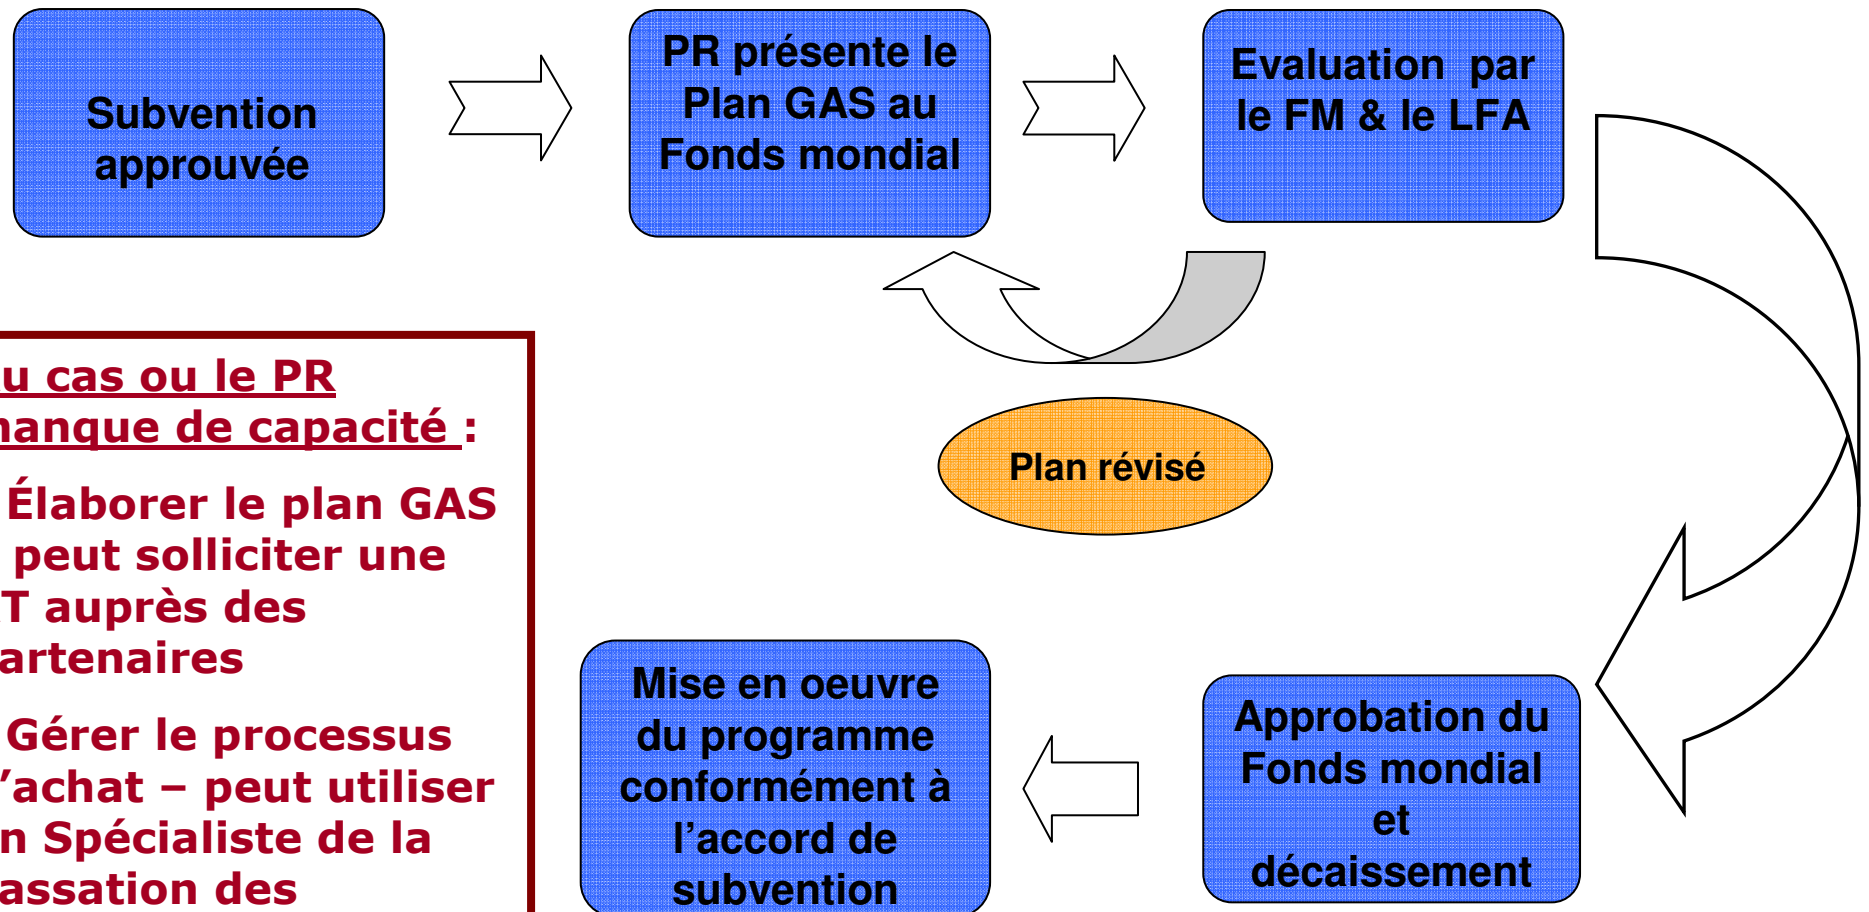 Subvention
approuvée
PR présente le
Plan GAS au
Fonds mondial
Evaluation par
le FM & le LFA
Plan révisé
Approbation du
Fonds mondial
et
décaissement
Mise en oeuvre
du programme
conformément à
l’accord de
subvention
u cas ou le PR
manque de capacité :
Élaborer le plan GAS
peut solliciter une
T auprès des
artenaires
Gérer le processus
’achat – peut utiliser
n Spécialiste de la
assation des